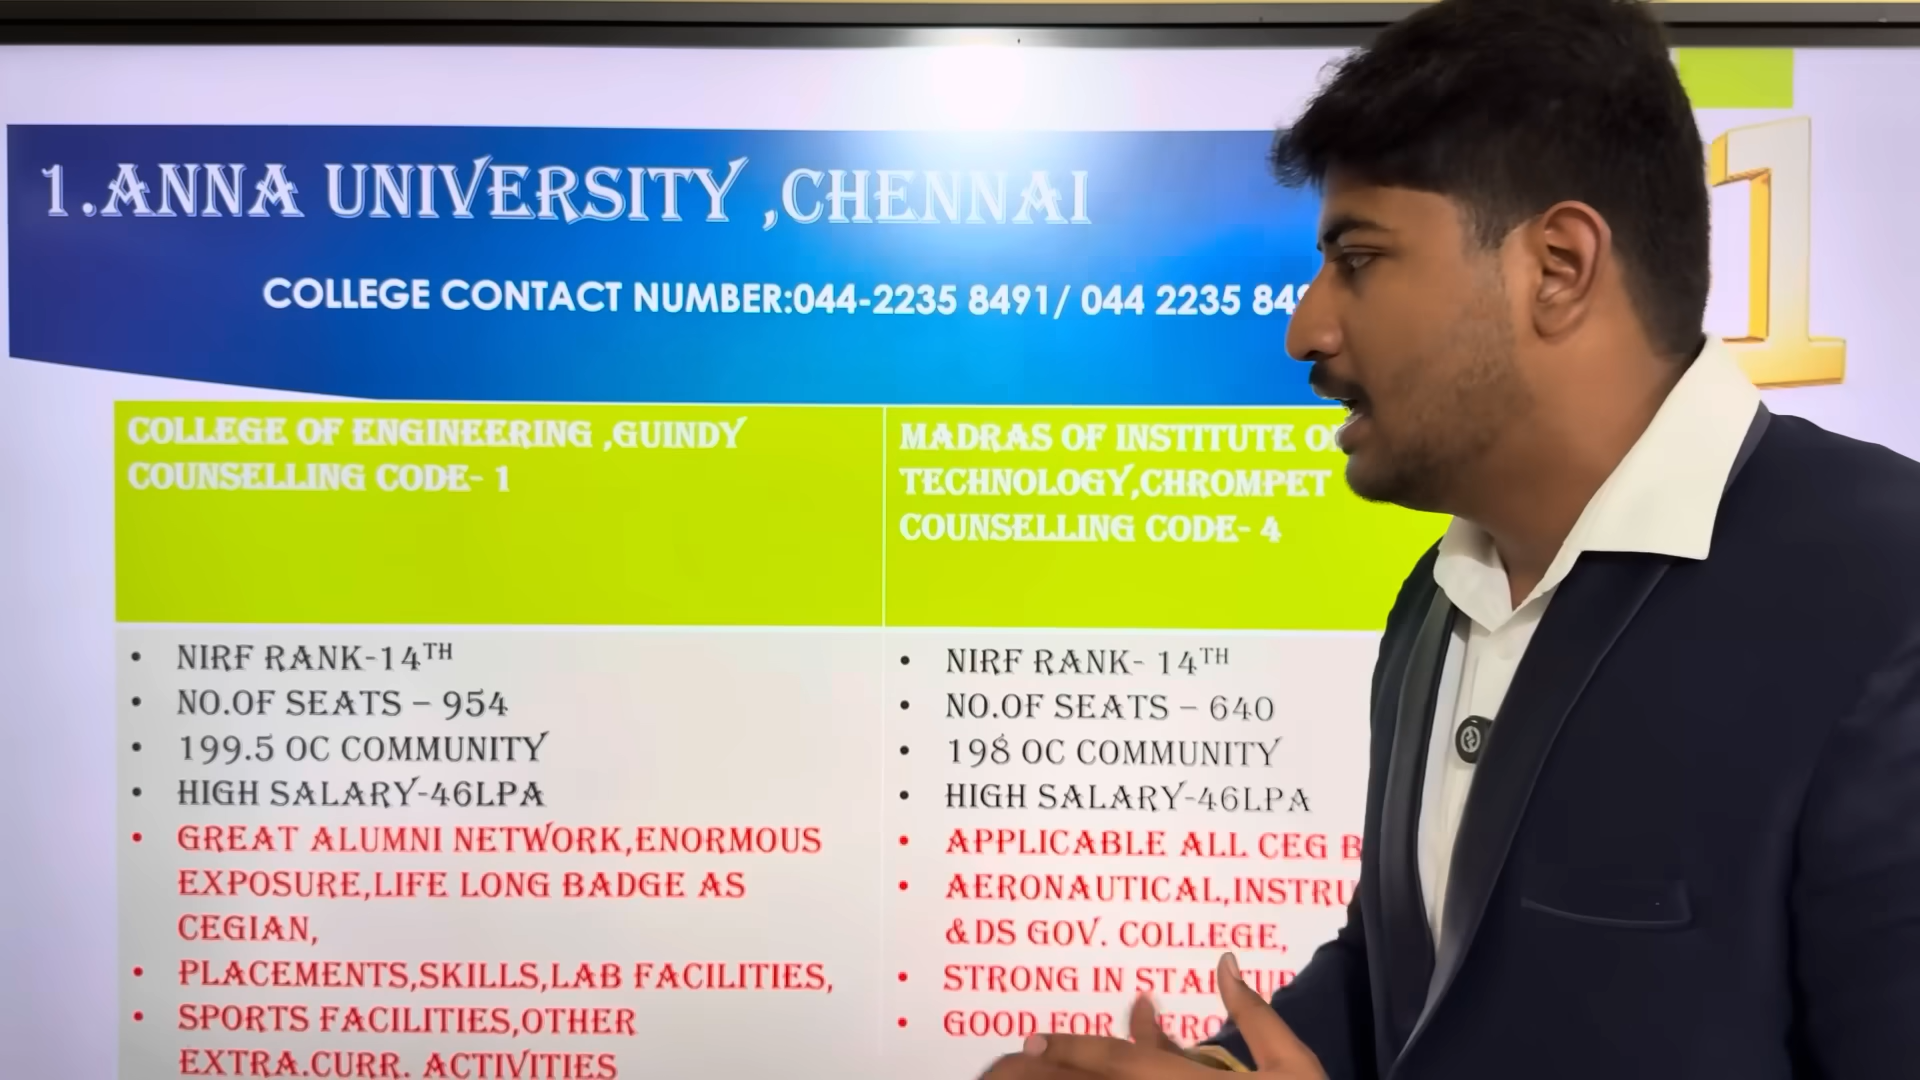 1.ANNA UNIVERSITY ,CHENNAI
COLLEGE CONTACT NUMBER:044-2235 8491/ 044 2235
COLLEGE OF ENGINEERING ,GUINDY
COUNSELLING CODE- 1
• NIRF RANK-14TH
• NO.OF SEATS – 954
• 199.5 OC COMMUNITY
• HIGH SALARY-46LPA
• GREAT ALUMNI NETWORK,ENORMOUS
EXPOSURE,LIFE LONG BADGE AS
CEGIAN,
• PLACEMENTS,SKILLS,LAB FACILITIES,
• SPORTS FACILITIES,OTHER
EXTRA.CURR. ACTIVITIES
MADRAS OF INSTITUTE
TECHNOLOGY,CHROMPET
COUNSELLING CODE- 4
• NIRF RANK- 14TH
• NO.OF SEATS – 640
• 198 OC COMMUNITY
• HIGH SALARY-46LPA
• APPLICABLE ALL CEG
• AERONAUTICAL,
&DS GOV. COLLEGE,
• STRONG IN
• GOOD FOR
1